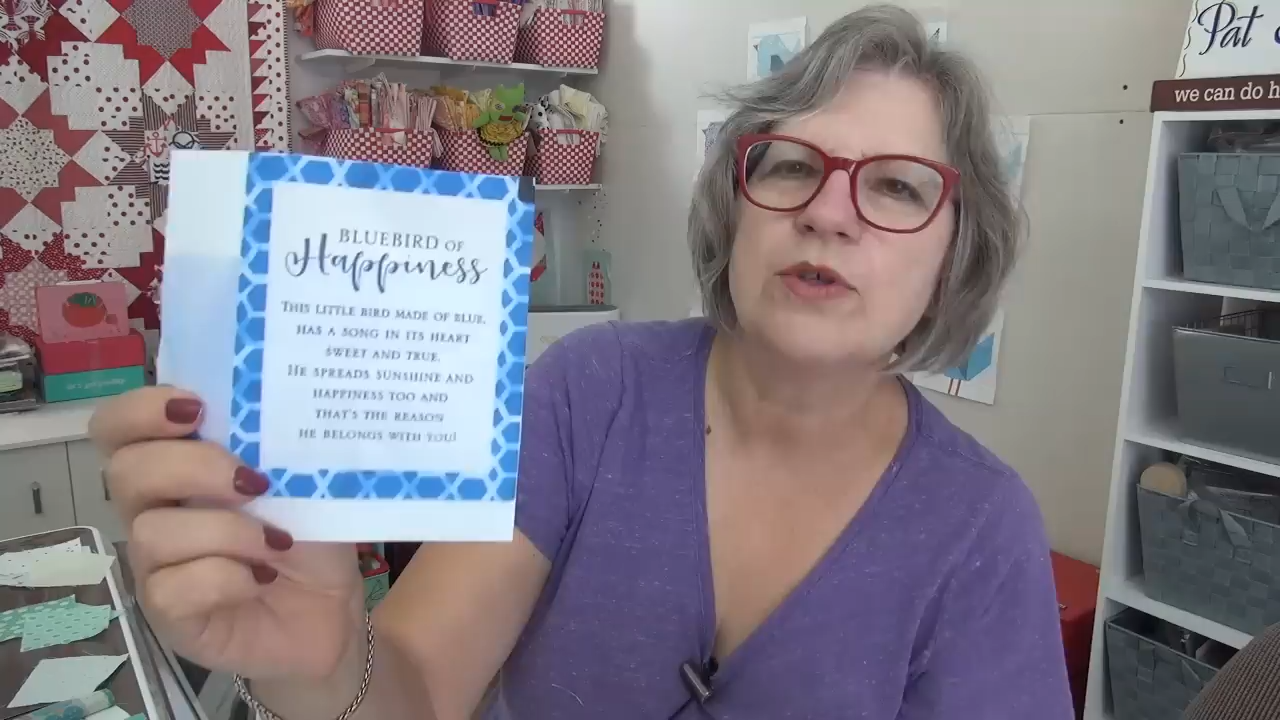 BLUEBIRD OF
Happiness
THIS LITTLE BIRD MADE OF BLUE,
HAS A SONG IN ITS HEART
SWEET AND TRUE.
HE SPREADS SUNSHINE AND
HAPPINESS TOO AND
THAT'S THE REASON
HE BELONGS WITH YOU!
Pat
we can do h